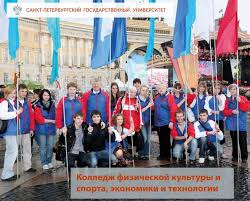 САНКТ-ПЕТЕРБУРГСКИЙ ГОСУДАРСТВЕННЫЙ УНИВЕРСИТЕТ
Колледж физической культуры и
спорта, экономики и технологии